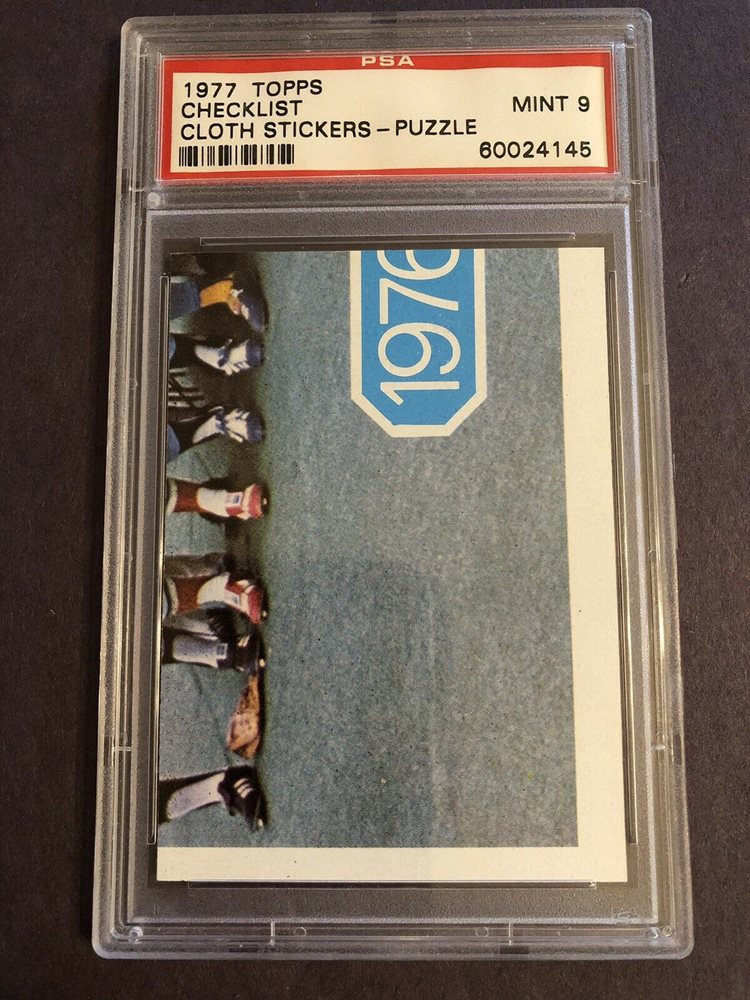 PSA
1977 TOPPS
CHECKLIST
MINT 9
CLOTH STICKERS - PUZZLE
60024145
1976